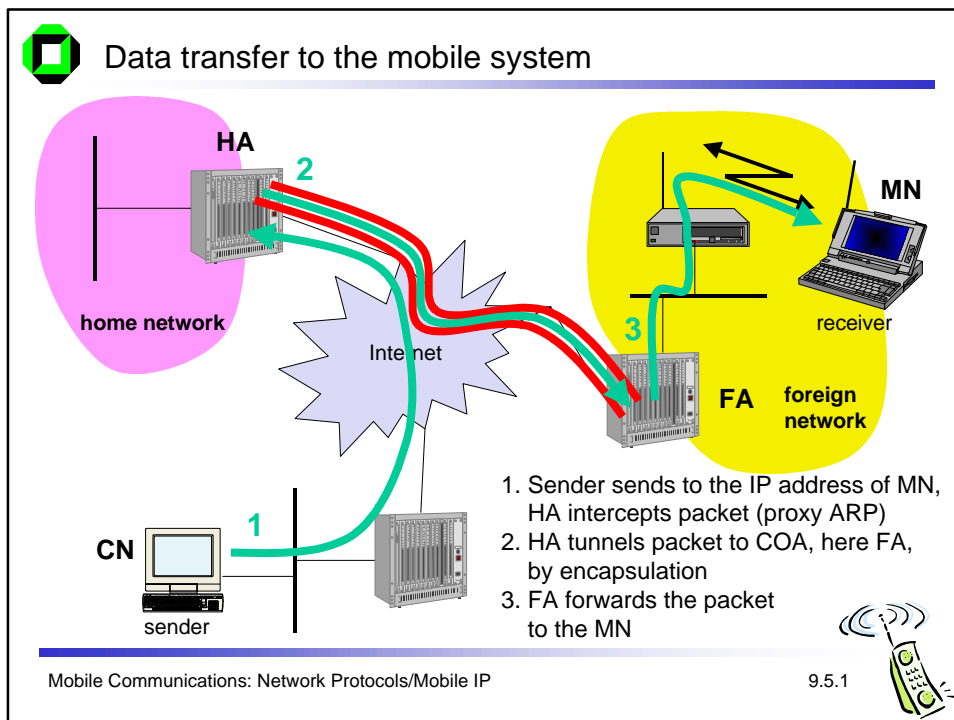 Data transfer to the mobile system
HA
2
MN
home network
Internet
3
receiver
FA
foreign
network
1
CN
sender
1. Sender sends to the IP address of MN,
HA intercepts packet (proxy ARP)
2. HA tunnels packet to COA, here FA,
by encapsulation
3. FA forwards the packet
to the MN
Mobile Communications: Network Protocols/Mobile IP
9.5.1